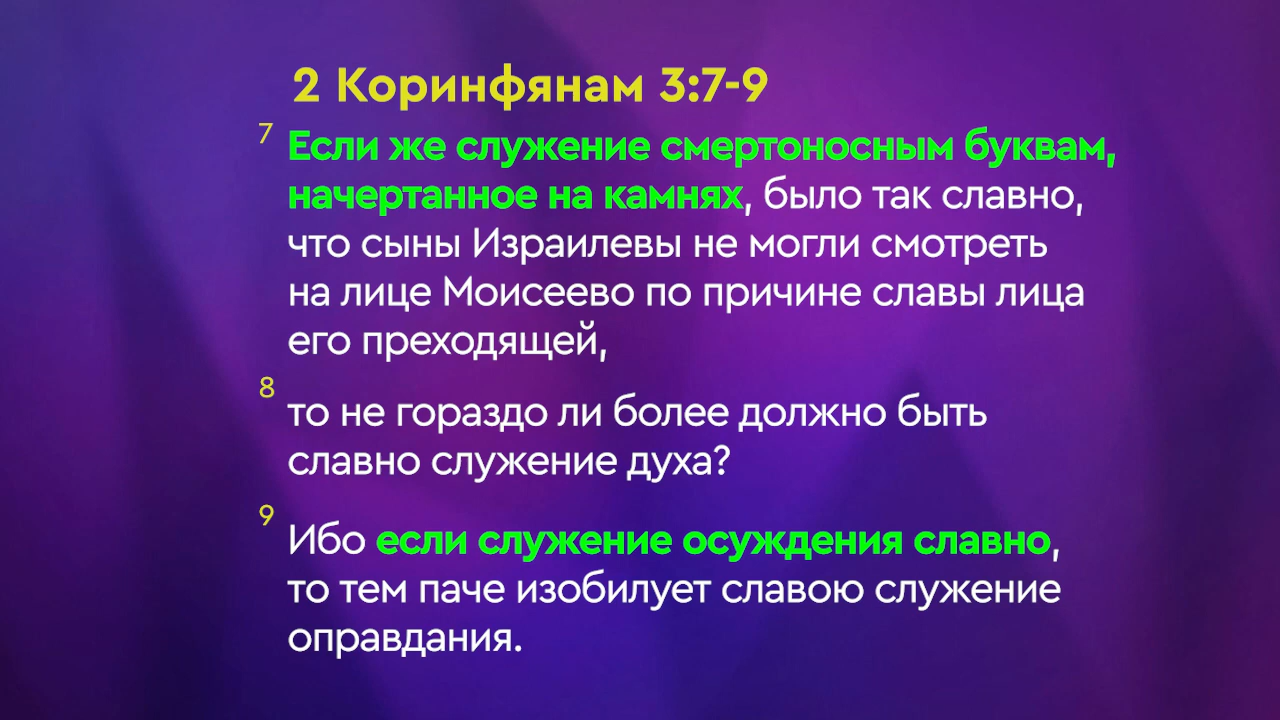 2 Коринфянам 3:7-9
7 Если же служение смертоносным буквам,
начертанное на камнях, было так славно,
что сыны Израилевы не могли смотреть
на лице Моисеево по причине славы лица
его преходящей,
8 то не гораздо ли более должно быть
славно служение духа?
9 Ибо если служение осуждения славно,
то тем паче изобилует славою служение
оправдания.